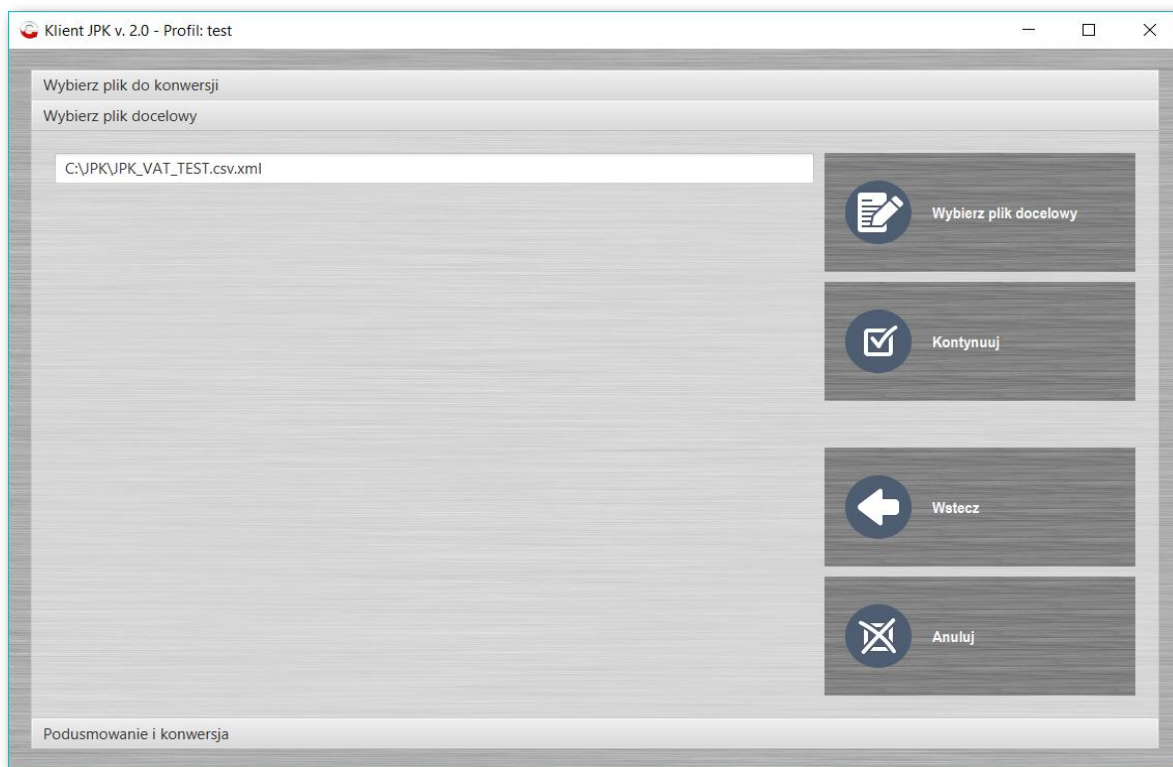 Klient JPK v. 2.0 - Profil: test
Wybierz plik do konwersji
Wybierz plik docelowy
C:\JPK\JPK_VAT_TEST.csv.xml
Wybierz plik docelowy
Kontynuuj
Wstecz
Anuluj
Podusmowanie i konwersja